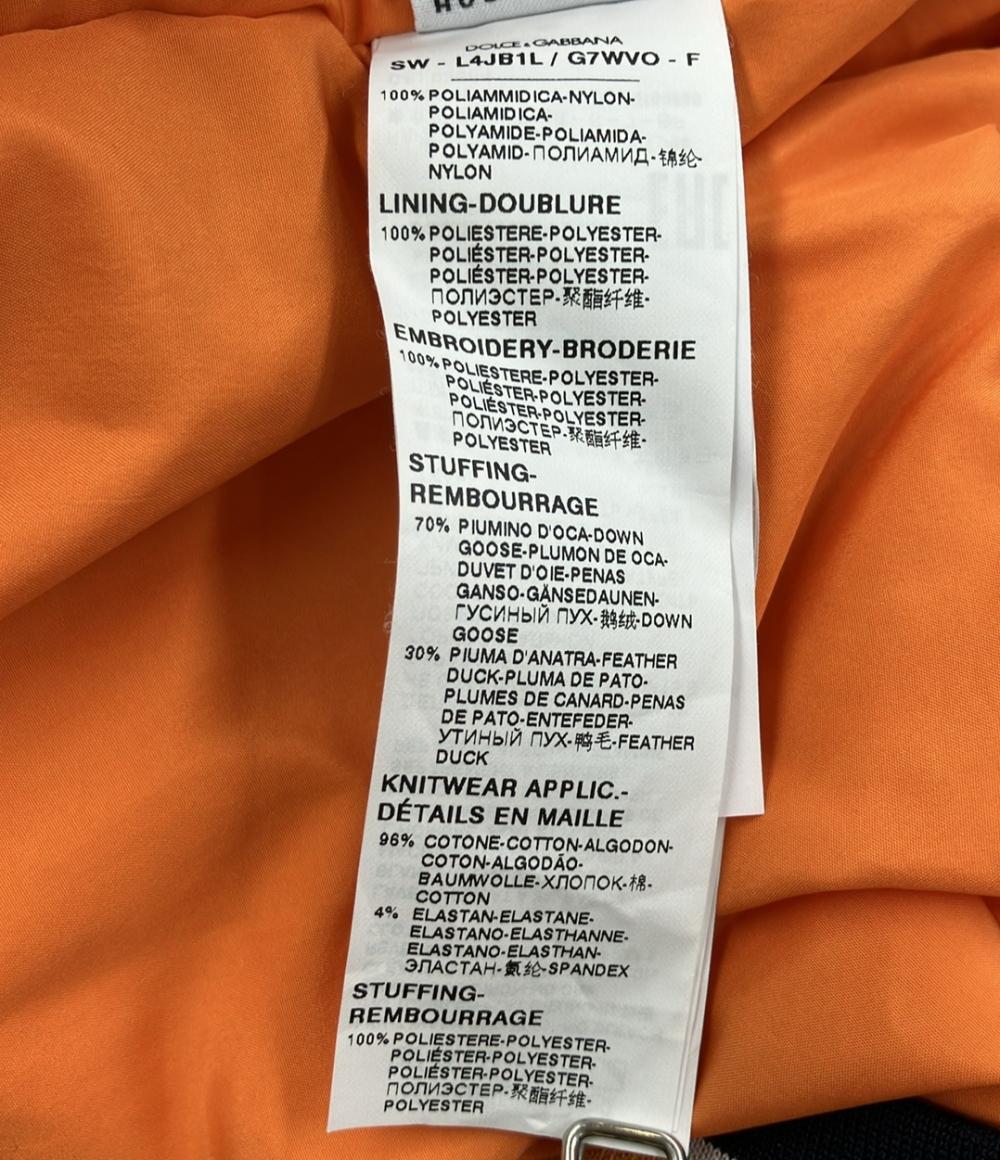 DOLCE & GABBANA
SW - L4JB1L / G7WVO - F
100% POLIAMMIDICA-NYLON-
POLIAMIDICA-
POLYAMIDE-POLIAMIDA-
POLYAMID-ПОЛИАМИД-锦纶-
NYLON
LINING-DOUBLURE
100% POLIESTERE-POLYESTER-
POLIÉSTER-POLYESTER-
POLIÉSTER-POLYESTER-
ПОЛИЭСТЕР-聚酯纤维-
POLYESTER
EMBROIDERY-BRODERIE
100% POLIESTERE-POLYESTER-
POLIÉSTER-POLYESTER-
POLIÉSTER-POLYESTER-
ПОЛИЭСТЕР-聚酯纤维-
POLYESTER
STUFFING-
REMBOURRAGE
70% PIUMINO D'OCA-DOWN
GOOSE-PLUMON DE OCA-
DUVET D'OIE-PENAS
GANSO-GÄNSEDAUNEN-
ГУСИНЫЙ ПУХ-鹅绒-DOWN
GOOSE
30% PIUMA D'ANATRA-FEATHER
DUCK-PLUMA DE PATO-
PLUMES DE CANARD-PENAS
DE PATO-ENTEFEDER-
УТИНЫЙ ПУХ-鸭毛-FEATHER
DUCK
KNITWEAR APPLIC.-
DÉTAILS EN MAILLE
96% COTONE-COTTON-ALGODON-
COTON-ALGODÃO-
BAUMWOLLE-ХЛОПОК-棉-
COTTON
4% ELASTAN-ELASTANE-
ELASTANO-ELASTHANNE-
ELASTANO-ELASTHAN-
ЭЛАСТАН-氨纶-SPANDEX
STUFFING-
REMBOURRAGE
100% POLIESTERE-POLYESTER-
POLIÉSTER-POLYESTER-
POLIÉSTER-POLYESTER-
ПОЛИЭСТЕР-聚酯纤维-
POLYESTER